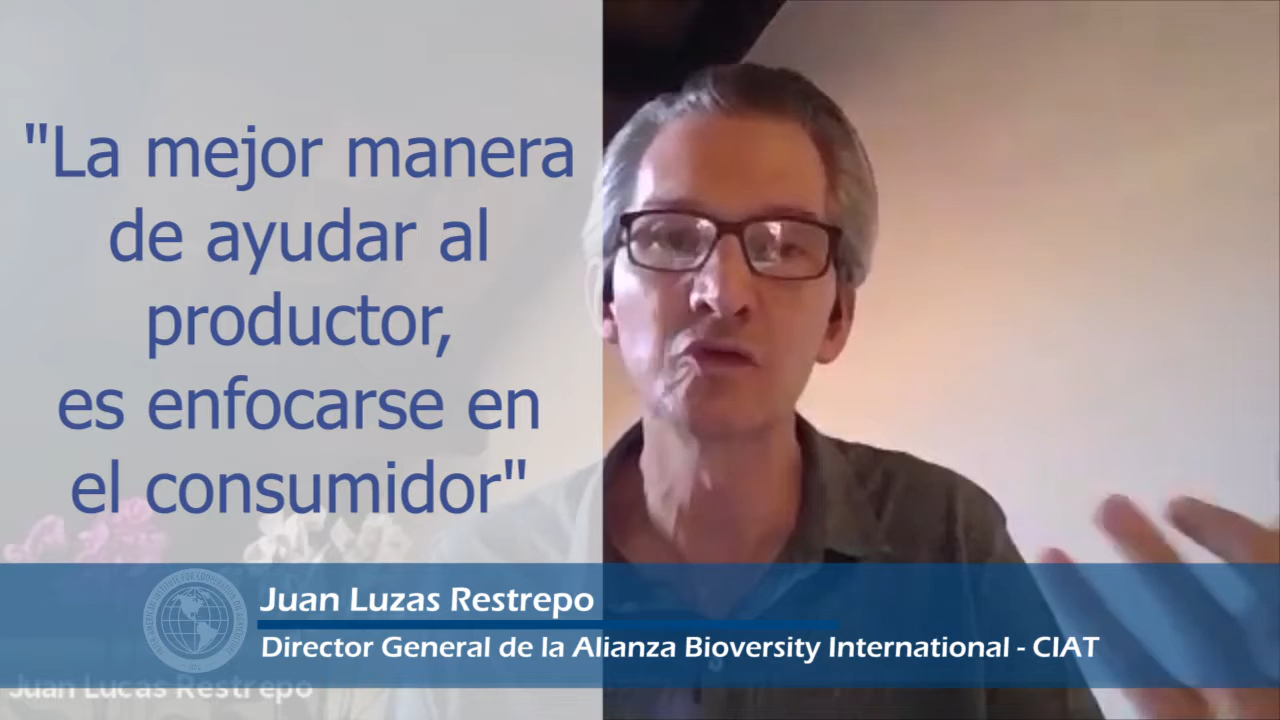 "La mejor manera
de ayudar al
productor,
es enfocarse en
el consumidor"
Juan Luzas Restrepo
Director General de la Alianza Bioversity International - CIAT
Juan Lucas Restrepo